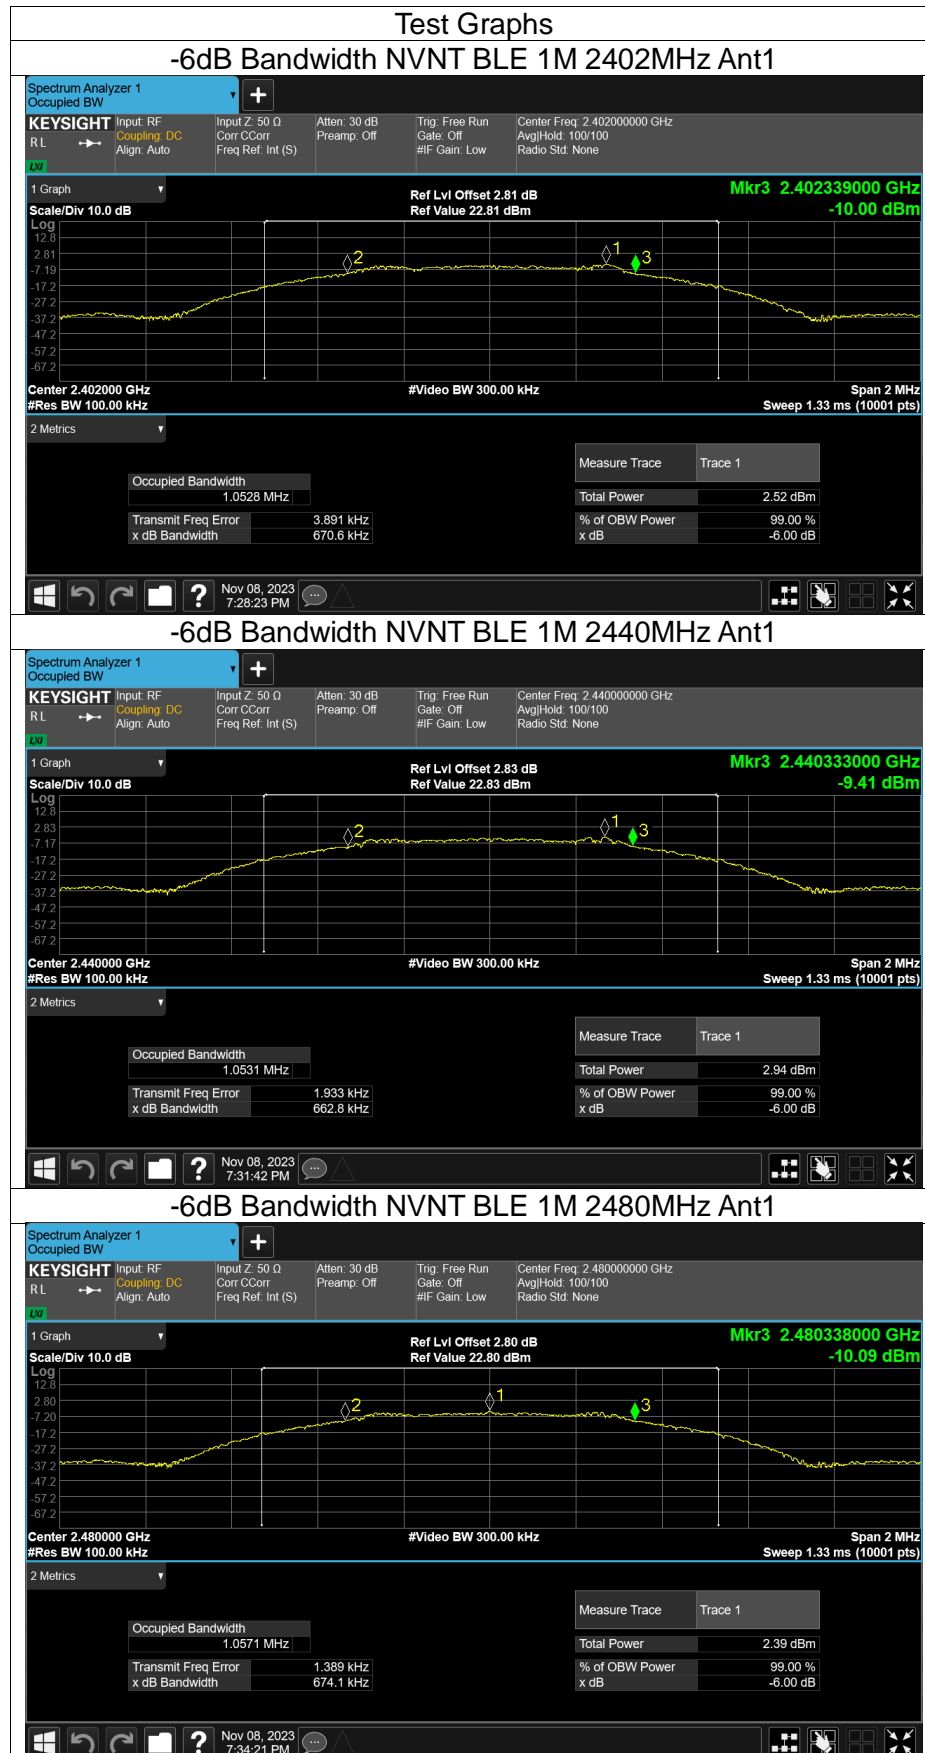 Test Graphs
-6dB Bandwidth NVNT BLE 1M 2402MHz Ant1
Spectrum Analyzer 1
Occupied BW
KEYSIGHT Input: RF Input Z: 50 Ω Atten: 30 dB Trig: Free Run Center Freq: 2.402000000 GHz
RL Coupling: DC Corr CCorr Preamp: Off Gate: Off Avg|Hold: 100/100
Align: Auto Freq Ref: Int (S) #IF Gain: Low Radio Std: None
LXI
1 Graph Ref Lvl Offset 2.81 dB Mkr3 2.402339000 GHz
Scale/Div 10.0 dB Ref Value 22.81 dBm -10.00 dBm
Log
12.8
2.81
-7.19
-17.2
-27.2
-37.2
-47.2
-57.2
-67.2
2 1 3
Center 2.402000 GHz #Video BW 300.00 kHz Span 2 MHz
#Res BW 100.00 kHz Sweep 1.33 ms (10001 pts)
2 Metrics
Measure Trace Trace 1
Occupied Bandwidth
1.0528 MHz Total Power 2.52 dBm
Transmit Freq Error 3.891 kHz % of OBW Power 99.00 %
x dB Bandwidth 670.6 kHz x dB -6.00 dB
? Nov 08, 2023
7:28:23 PM
-6dB Bandwidth NVNT BLE 1M 2440MHz Ant1
Spectrum Analyzer 1
Occupied BW
KEYSIGHT Input: RF Input Z: 50 Ω Atten: 30 dB Trig: Free Run Center Freq: 2.440000000 GHz
RL Coupling: DC Corr CCorr Preamp: Off Gate: Off Avg|Hold: 100/100
Align: Auto Freq Ref: Int (S) #IF Gain: Low Radio Std: None
LXI
1 Graph Ref Lvl Offset 2.83 dB Mkr3 2.440333000 GHz
Scale/Div 10.0 dB Ref Value 22.83 dBm -9.41 dBm
Log
12.8
2.83
-7.17
-17.2
-27.2
-37.2
-47.2
-57.2
-67.2
2 1 3
Center 2.440000 GHz #Video BW 300.00 kHz Span 2 MHz
#Res BW 100.00 kHz Sweep 1.33 ms (10001 pts)
2 Metrics
Measure Trace Trace 1
Occupied Bandwidth
1.0531 MHz Total Power 2.94 dBm
Transmit Freq Error 1.933 kHz % of OBW Power 99.00 %
x dB Bandwidth 662.8 kHz x dB -6.00 dB
? Nov 08, 2023
7:31:42 PM
-6dB Bandwidth NVNT BLE 1M 2480MHz Ant1
Spectrum Analyzer 1
Occupied BW
KEYSIGHT Input: RF Input Z: 50 Ω Atten: 30 dB Trig: Free Run Center Freq: 2.480000000 GHz
RL Coupling: DC Corr CCorr Preamp: Off Gate: Off Avg|Hold: 100/100
Align: Auto Freq Ref: Int (S) #IF Gain: Low Radio Std: None
LXI
1 Graph Ref Lvl Offset 2.80 dB Mkr3 2.480338000 GHz
Scale/Div 10.0 dB Ref Value 22.80 dBm -10.09 dBm
Log
12.8
2.80
-7.20
-17.2
-27.2
-37.2
-47.2
-57.2
-67.2
2 1 3
Center 2.480000 GHz #Video BW 300.00 kHz Span 2 MHz
#Res BW 100.00 kHz Sweep 1.33 ms (10001 pts)
2 Metrics
Measure Trace Trace 1
Occupied Bandwidth
1.0571 MHz Total Power 2.39 dBm
Transmit Freq Error 1.389 kHz % of OBW Power 99.00 %
x dB Bandwidth 674.1 kHz x dB -6.00 dB
? Nov 08, 2023
7:34:21 PM